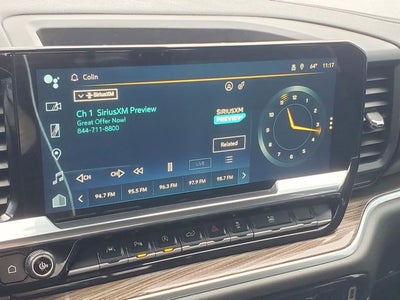 Colin
64°
11:17
SiriusXM
Ch 1 SiriusXM Preview
Great Offer Now!
844-711-8800
SIRIUSXM
PREVIEW
Related
CH
CH
LIVE
94.7 FM
95.5 FM
96.3 FM
97.9 FM
98.7 FM